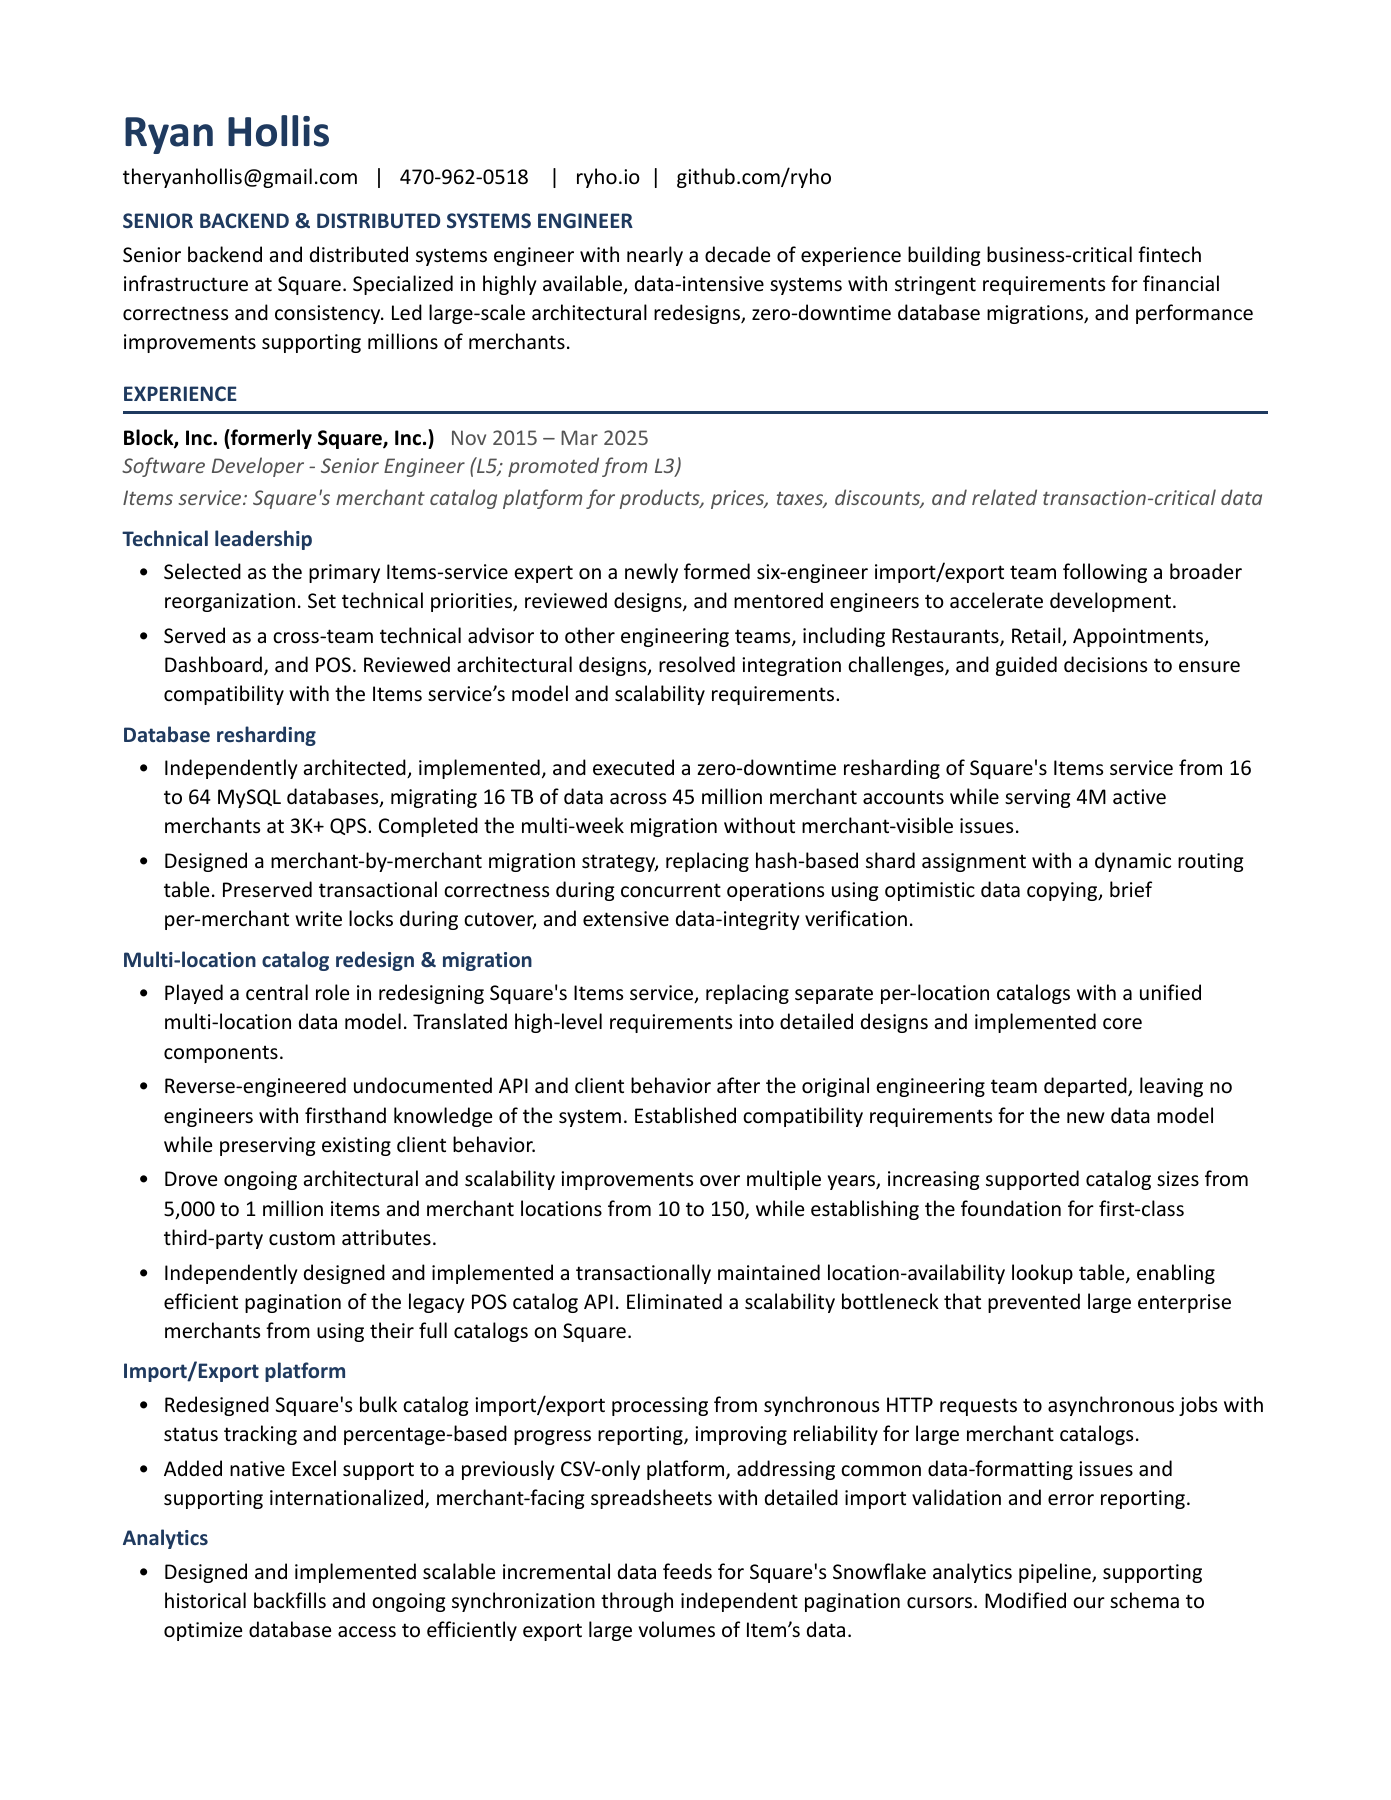 Ryan Hollis
theryanhollis@gmail.com | 470-962-0518 | ryho.io | github.com/ryho
SENIOR BACKEND & DISTRIBUTED SYSTEMS ENGINEER
Senior backend and distributed systems engineer with nearly a decade of experience building business-critical fintech
infrastructure at Square. Specialized in highly available, data-intensive systems with stringent requirements for financial
correctness and consistency. Led large-scale architectural redesigns, zero-downtime database migrations, and performance
improvements supporting millions of merchants.
EXPERIENCE
Block, Inc. (formerly Square, Inc.) Nov 2015 – Mar 2025
Software Developer - Senior Engineer (L5; promoted from L3)
Items service: Square's merchant catalog platform for products, prices, taxes, discounts, and related transaction-critical data
Technical leadership
• Selected as the primary Items-service expert on a newly formed six-engineer import/export team following a broader
reorganization. Set technical priorities, reviewed designs, and mentored engineers to accelerate development.
• Served as a cross-team technical advisor to other engineering teams, including Restaurants, Retail, Appointments,
Dashboard, and POS. Reviewed architectural designs, resolved integration challenges, and guided decisions to ensure
compatibility with the Items service’s model and scalability requirements.
Database resharding
• Independently architected, implemented, and executed a zero-downtime resharding of Square's Items service from 16
to 64 MySQL databases, migrating 16 TB of data across 45 million merchant accounts while serving 4M active
merchants at 3K+ QPS. Completed the multi-week migration without merchant-visible issues.
• Designed a merchant-by-merchant migration strategy, replacing hash-based shard assignment with a dynamic routing
table. Preserved transactional correctness during concurrent operations using optimistic data copying, brief
per-merchant write locks during cutover, and extensive data-integrity verification.
Multi-location catalog redesign & migration
• Played a central role in redesigning Square's Items service, replacing separate per-location catalogs with a unified
multi-location data model. Translated high-level requirements into detailed designs and implemented core
components.
• Reverse-engineered undocumented API and client behavior after the original engineering team departed, leaving no
engineers with firsthand knowledge of the system. Established compatibility requirements for the new data model
while preserving existing client behavior.
• Drove ongoing architectural and scalability improvements over multiple years, increasing supported catalog sizes from
5,000 to 1 million items and merchant locations from 10 to 150, while establishing the foundation for first-class
third-party custom attributes.
• Independently designed and implemented a transactionally maintained location-availability lookup table, enabling
efficient pagination of the legacy POS catalog API. Eliminated a scalability bottleneck that prevented large enterprise
merchants from using their full catalogs on Square.
Import/Export platform
• Redesigned Square's bulk catalog import/export processing from synchronous HTTP requests to asynchronous jobs with
status tracking and percentage-based progress reporting, improving reliability for large merchant catalogs.
• Added native Excel support to a previously CSV-only platform, addressing common data-formatting issues and
supporting internationalized, merchant-facing spreadsheets with detailed import validation and error reporting.
Analytics
• Designed and implemented scalable incremental data feeds for Square's Snowflake analytics pipeline, supporting
historical backfills and ongoing synchronization through independent pagination cursors. Modified our schema to
optimize database access to efficiently export large volumes of Item’s data.